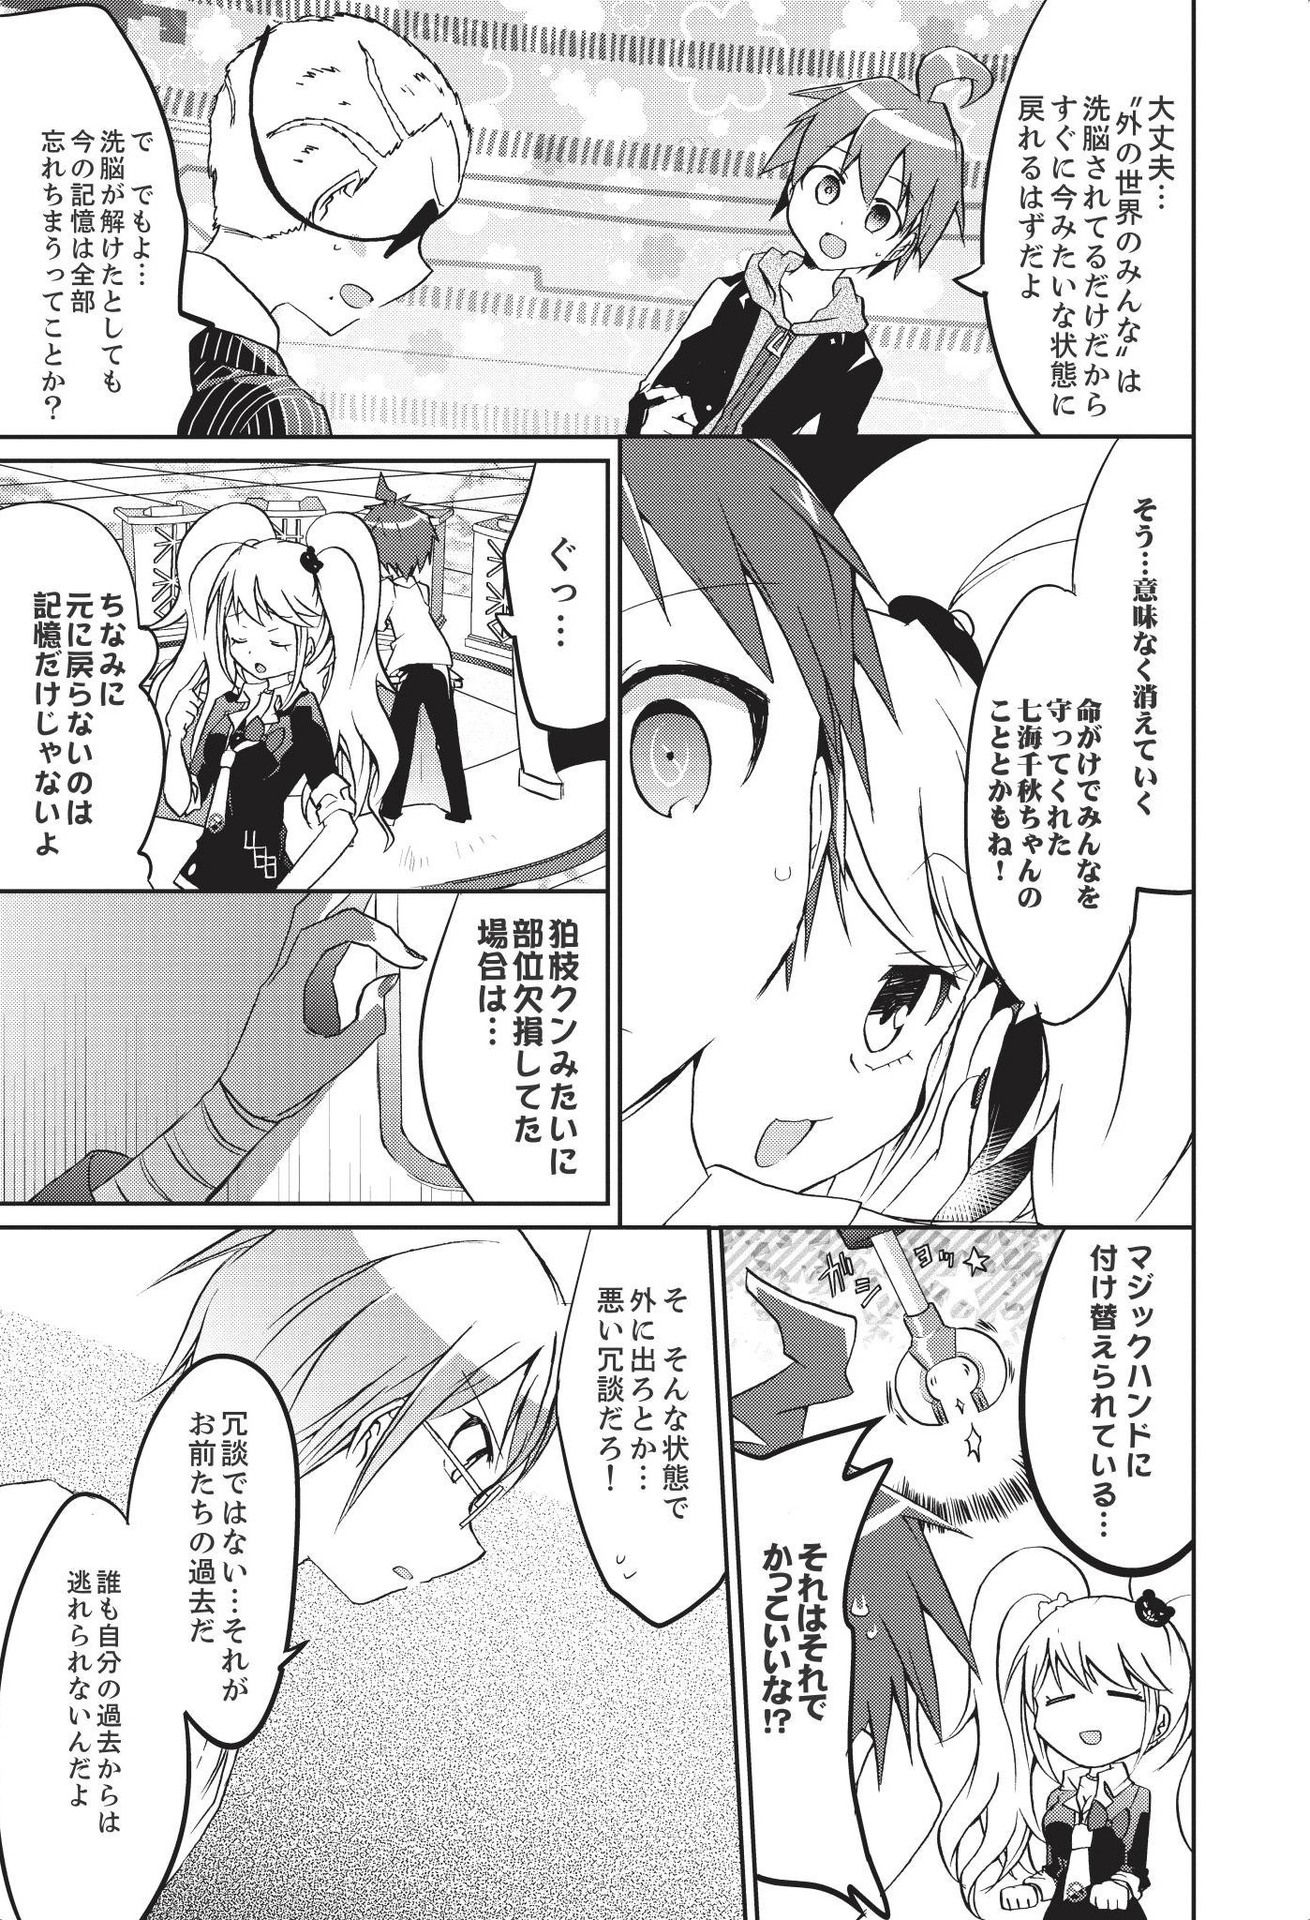 大丈夫…
〝外の世界のみんな〟は
洗脳されてるだけだから
すぐに今みたいな状態に
戻れるはずだよ
で　でもよ…
洗脳が解けたとしても
今の記憶は全部
忘れちまうってことか？
そう…意味なく消えていく
命がけでみんなを
守ってくれた
七海千秋ちゃんの
こととかもね！
ぐっ…
ちなみに
元に戻らないのは
記憶だけじゃないよ
狛枝クンみたいに
部位欠損してた
場合は…
マジックハンドに
付け替えられている…
ガシ
ヨッ☆
それはそれで
かっこいいな!?
そ　そんな状態で
外に出ろとか…
悪い冗談だろ！
冗談ではない…それが
お前たちの過去だ
誰も自分の過去からは
逃れられないんだよ